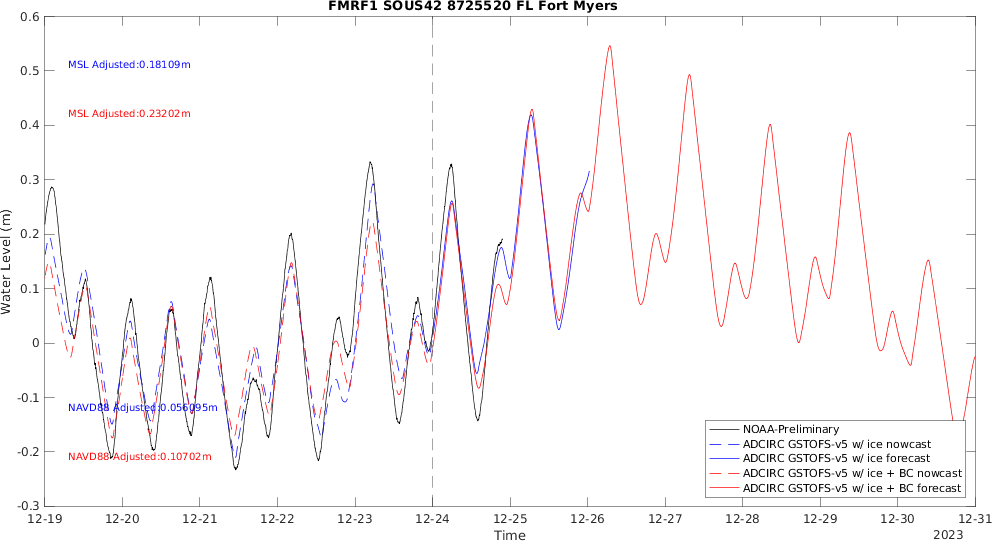 FMRF1 SOUS42 8725520 FL Fort Myers
0.6
0.5
0.4
0.3
0.2
0.1
0
-0.1
-0.2
-0.3
Water Level (m)
MSL Adjusted:0.18109m
MSL Adjusted:0.23202m
NAVD88 Adjusted:0.056095m
NAVD88 Adjusted:0.10702m
NOAA-Preliminary
ADCIRC GSTOFS-v5 w/ ice nowcast
ADCIRC GSTOFS-v5 w/ ice forecast
ADCIRC GSTOFS-v5 w/ ice + BC nowcast
ADCIRC GSTOFS-v5 w/ ice + BC forecast
12-19 12-20 12-21 12-22 12-23 12-24 12-25 12-26 12-27 12-28 12-29 12-30 12-31
Time
2023